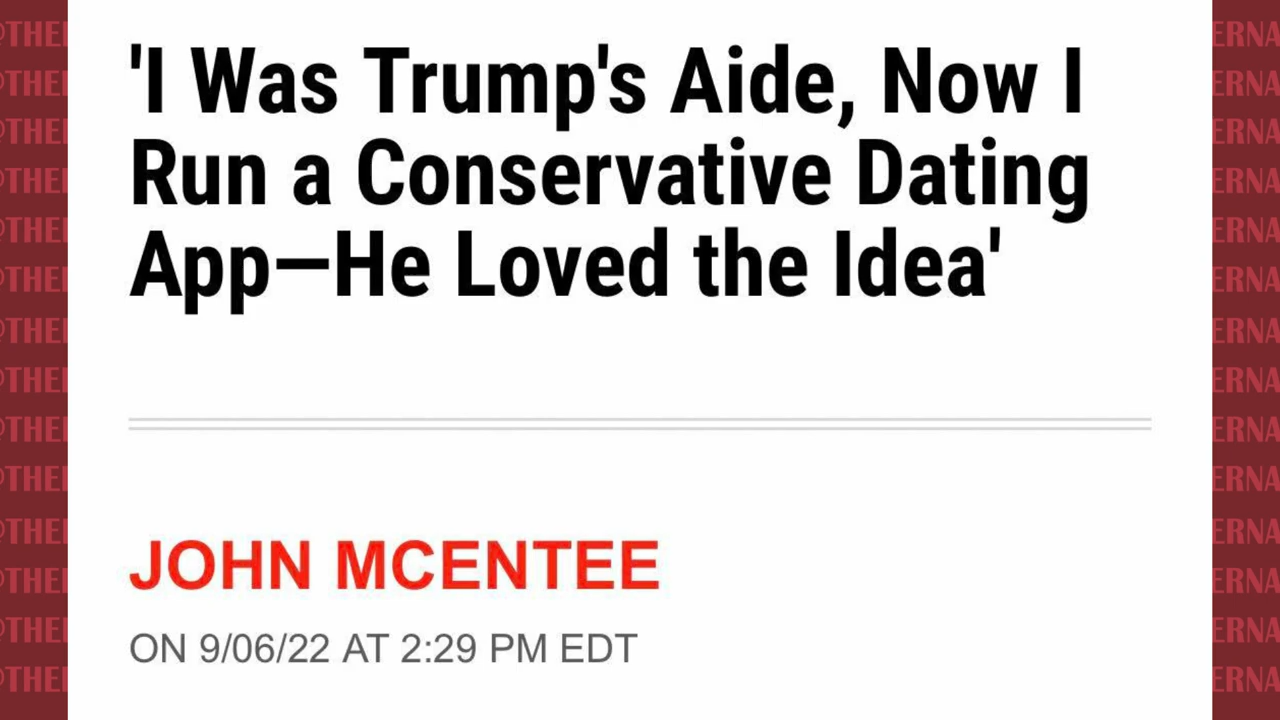 'I Was Trump's Aide, Now I
Run a Conservative Dating
App—He Loved the Idea'
JOHN MCENTEE
ON 9/06/22 AT 2:29 PM EDT